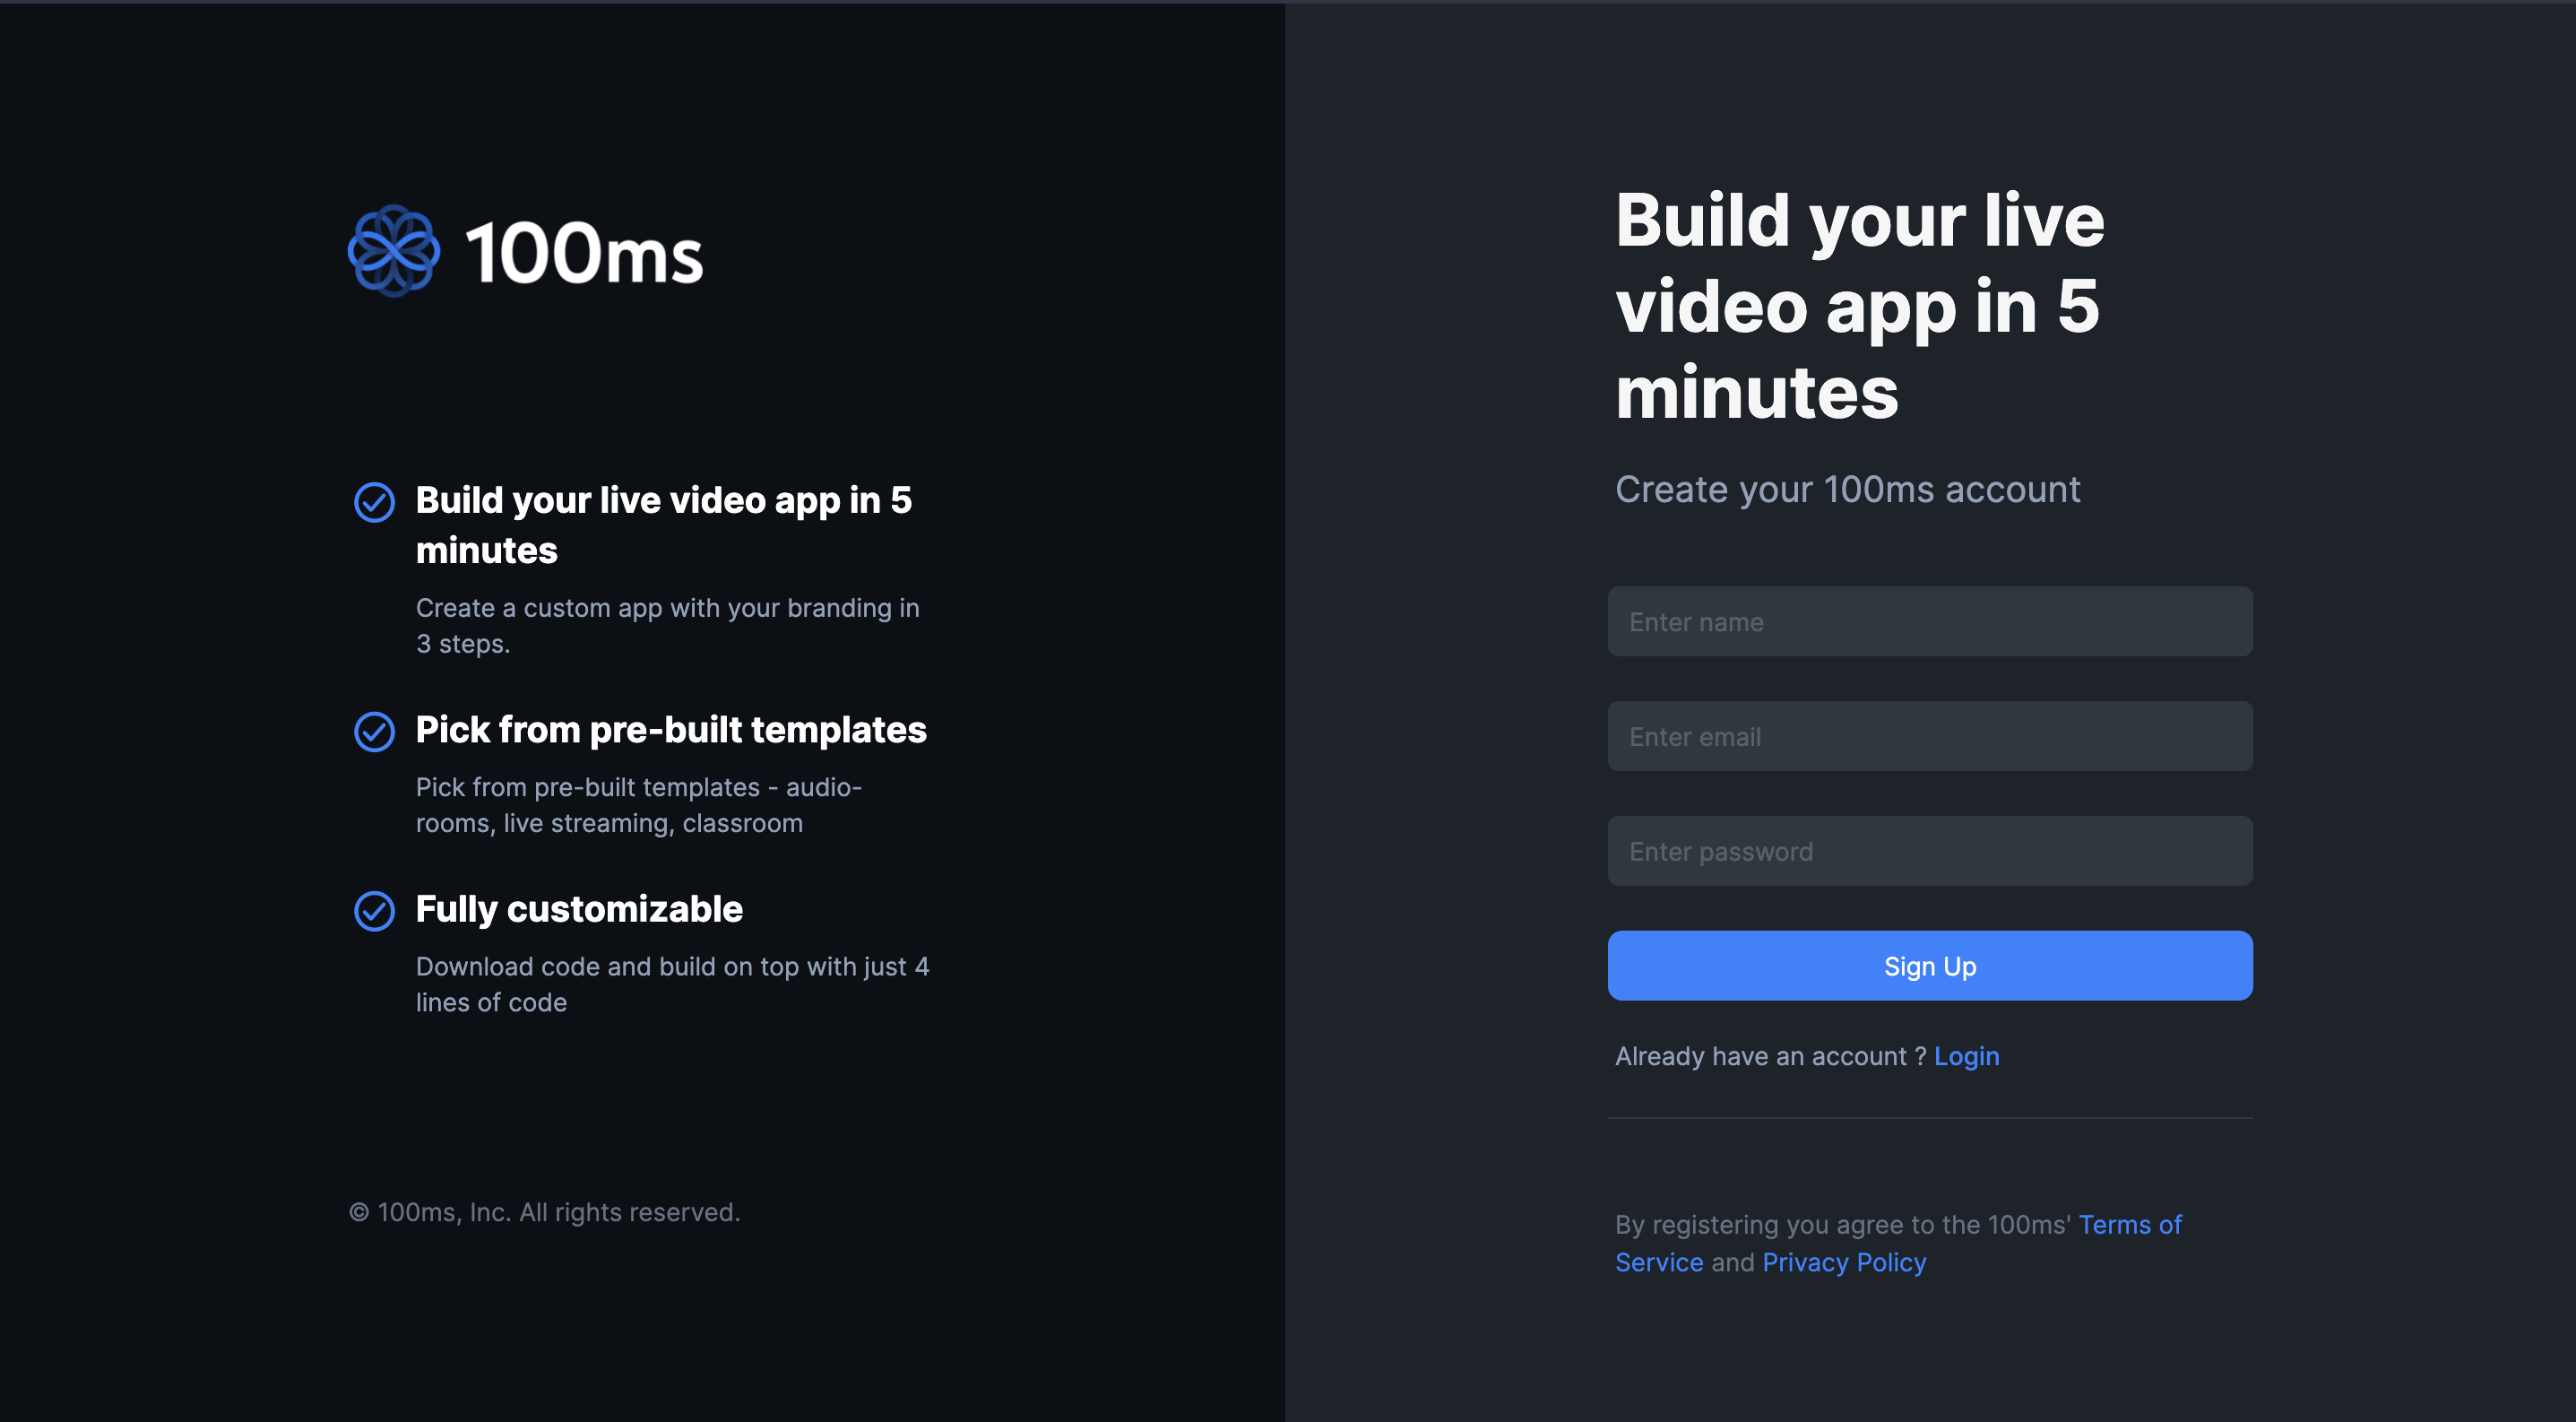 100ms
Build your live video app in 5
minutes
Create a custom app with your branding in
3 steps.
Pick from pre-built templates
Pick from pre-built templates - audio-
rooms, live streaming, classroom
Fully customizable
Download code and build on top with just 4
lines of code
© 100ms, Inc. All rights reserved.
Build your live
video app in 5
minutes
Create your 100ms account
Enter name
Enter email
Enter password
Sign Up
Already have an account ? Login
By registering you agree to the 100ms' Terms of
Service and Privacy Policy